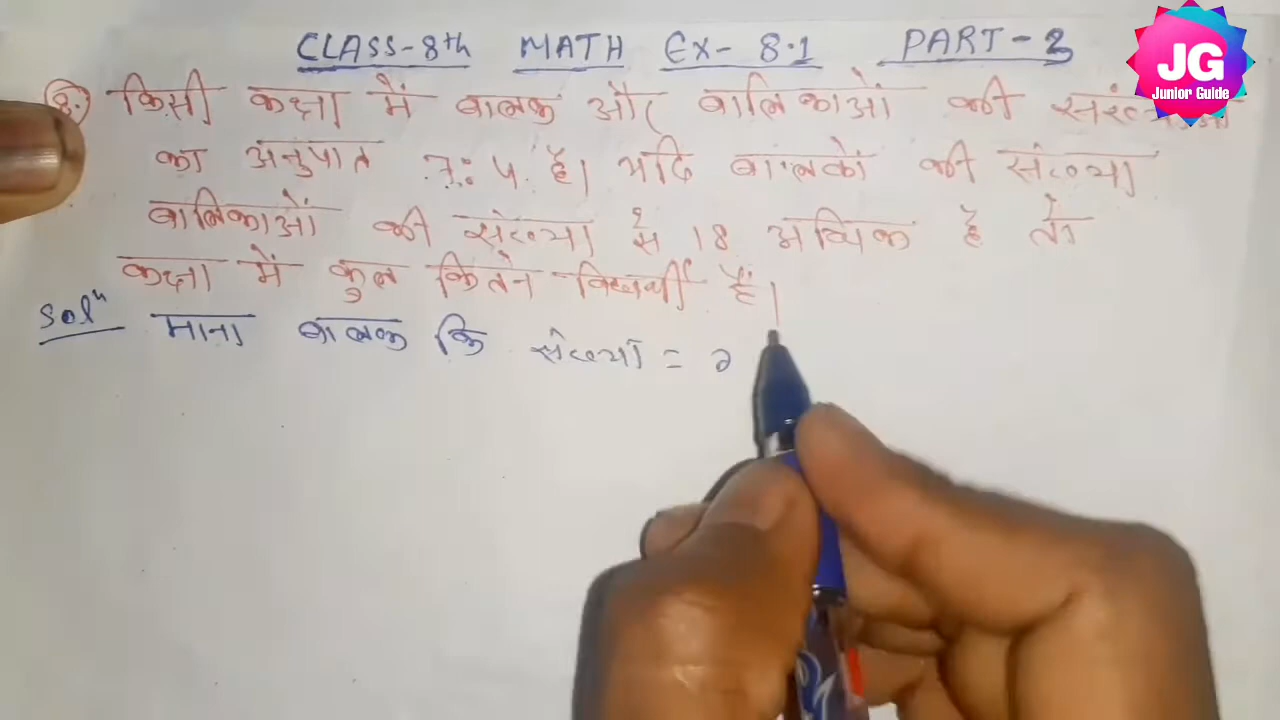 CLASS-8th MATH EX- 8.1 PART-3
JG
Junior Guide
किसी कक्षा में बालक और बालिकाओं की
का अनुपात 7:5 है। यदि बालकों की संख्या
बालिकाओं की संख्या से 18 अधिक है तो
कक्षा में कुल कितने विद्यार्थी हैं।
Solⁿ माना बालक कि संख्या =